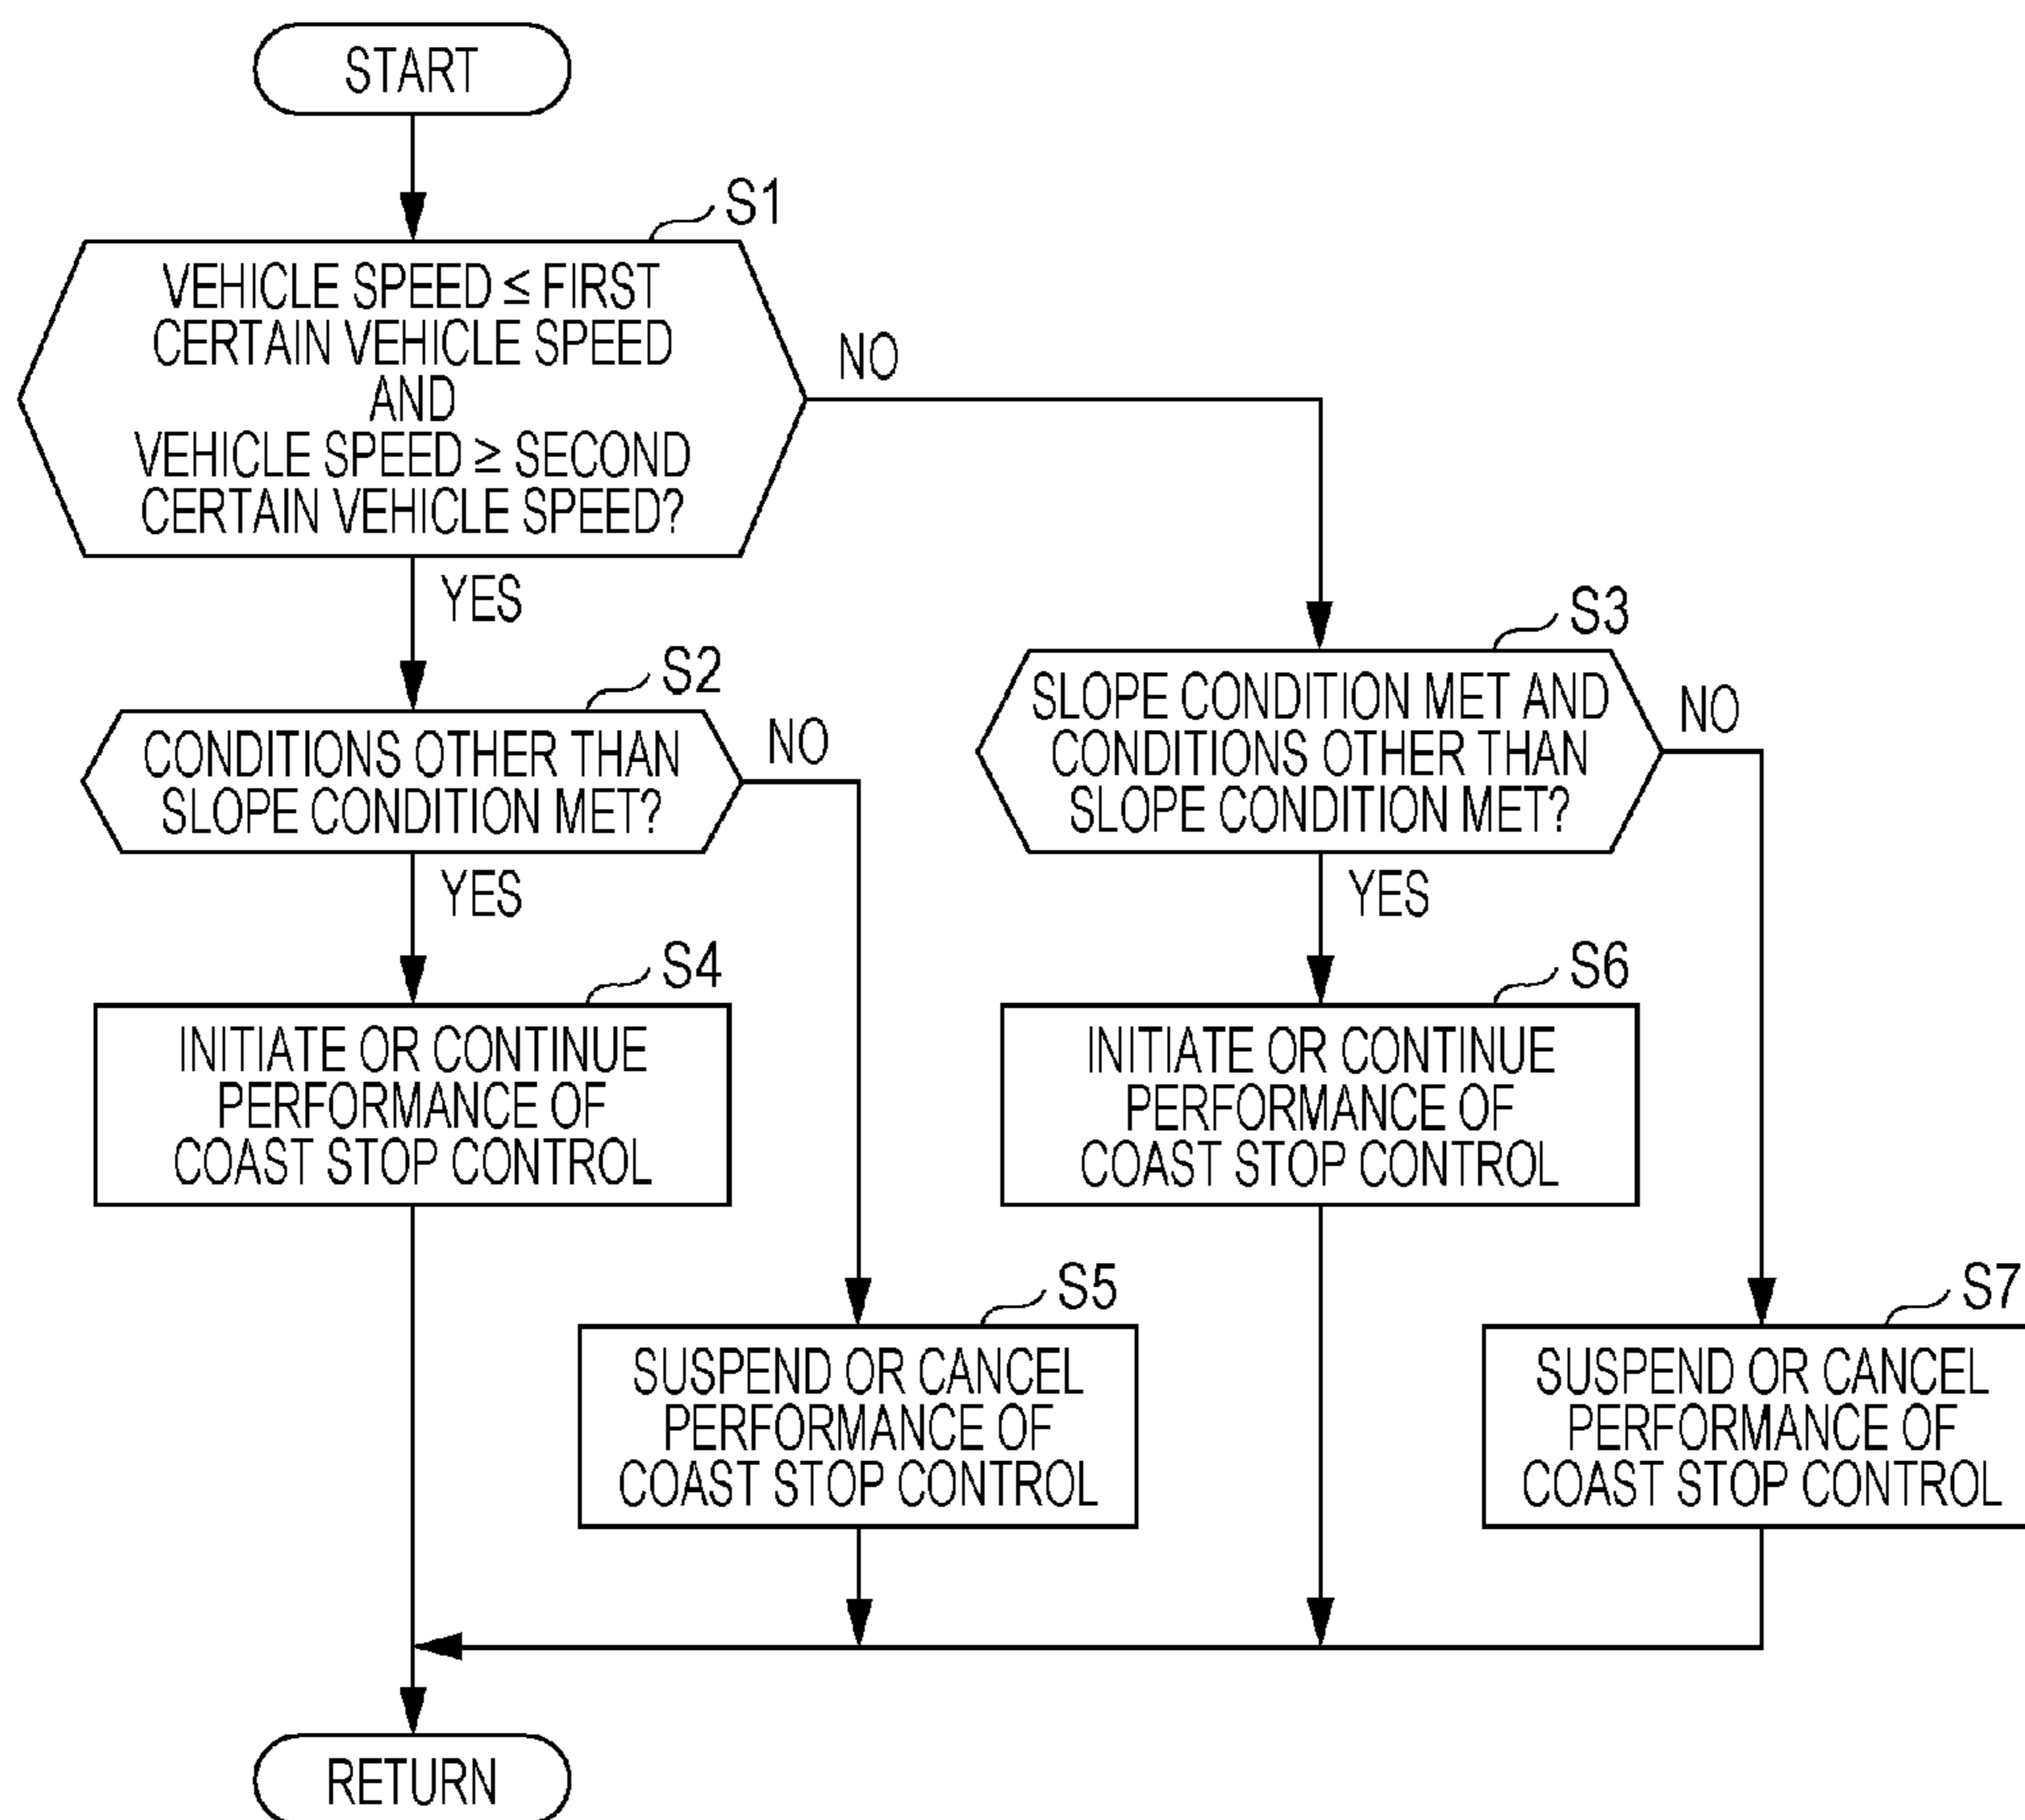 START
S1
VEHICLE SPEED ≤ FIRST
CERTAIN VEHICLE SPEED
AND
VEHICLE SPEED ≥ SECOND
CERTAIN VEHICLE SPEED?
NO
YES
S2
CONDITIONS OTHER THAN
SLOPE CONDITION MET?
NO
YES
S3
SLOPE CONDITION MET AND
CONDITIONS OTHER THAN
SLOPE CONDITION MET?
NO
YES
S4
INITIATE OR CONTINUE
PERFORMANCE OF
COAST STOP CONTROL
S6
INITIATE OR CONTINUE
PERFORMANCE OF
COAST STOP CONTROL
S5
SUSPEND OR CANCEL
PERFORMANCE OF
COAST STOP CONTROL
S7
SUSPEND OR CANCEL
PERFORMANCE OF
COAST STOP CONTROL
RETURN